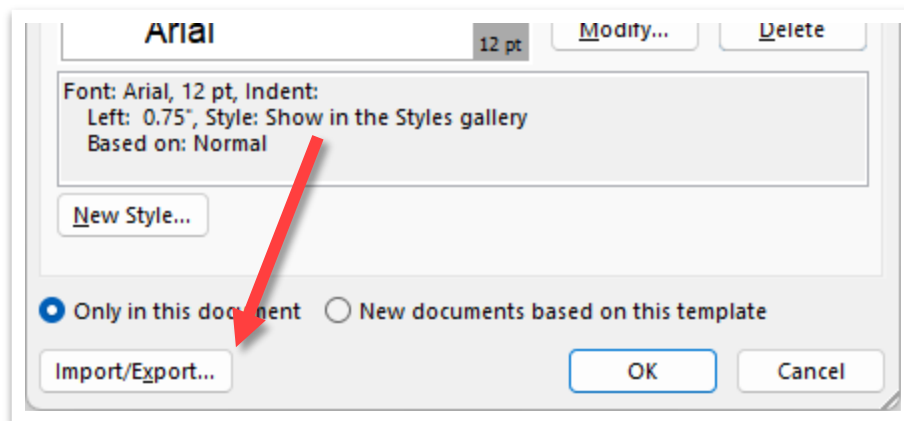 Arial
12 pt
Modify...
Delete
Font: Arial, 12 pt, Indent:
Left:  0.75", Style: Show in the Styles gallery
Based on: Normal
New Style...
Only in this document
New documents based on this template
Import/Export...
OK
Cancel